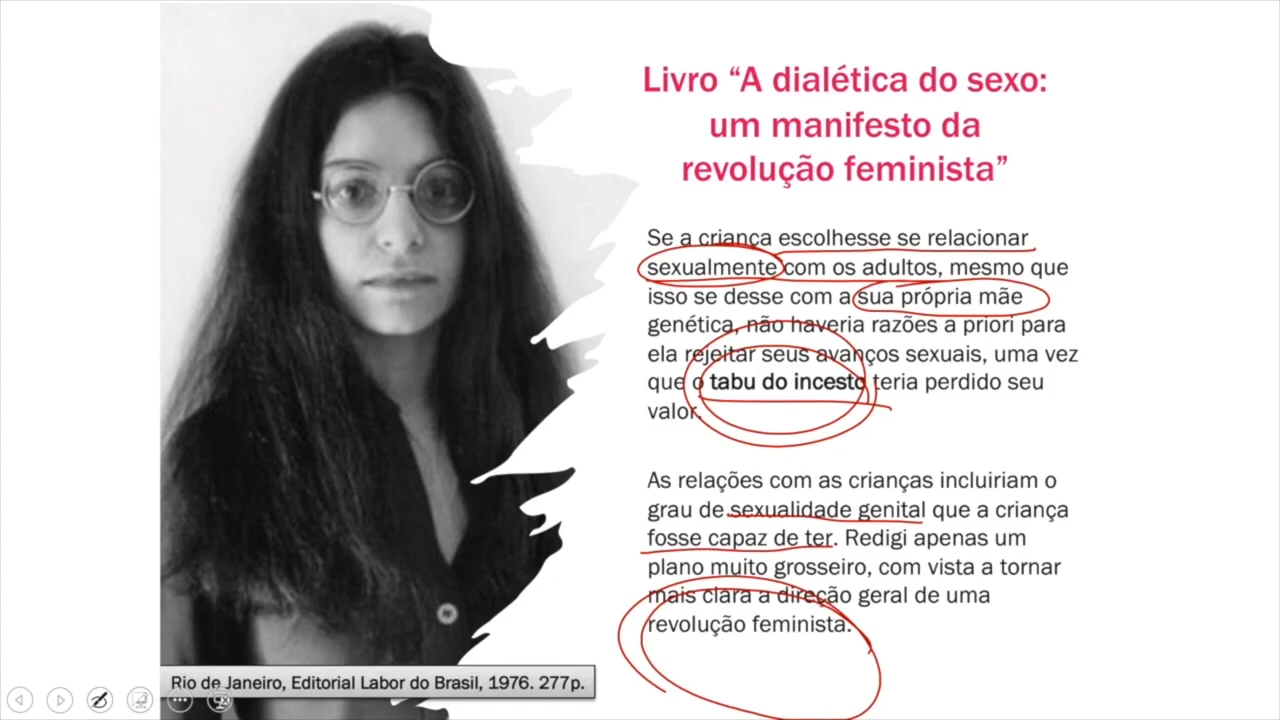 Livro “A dialética do sexo:
um manifesto da
revolução feminista”
Se a criança escolhesse se relacionar
sexualmente com os adultos, mesmo que
isso se desse com a sua própria mãe
genética, não haveria razões a priori para
ela rejeitar seus avanços sexuais, uma vez
que o tabu do incesto teria perdido seu
valor.
As relações com as crianças incluiriam o
grau de sexualidade genital que a criança
fosse capaz de ter. Redigi apenas um
plano muito grosseiro, com vista a tornar
mais clara a direção geral de uma
revolução feminista.
Rio de Janeiro, Editorial Labor do Brasil, 1976. 277p.